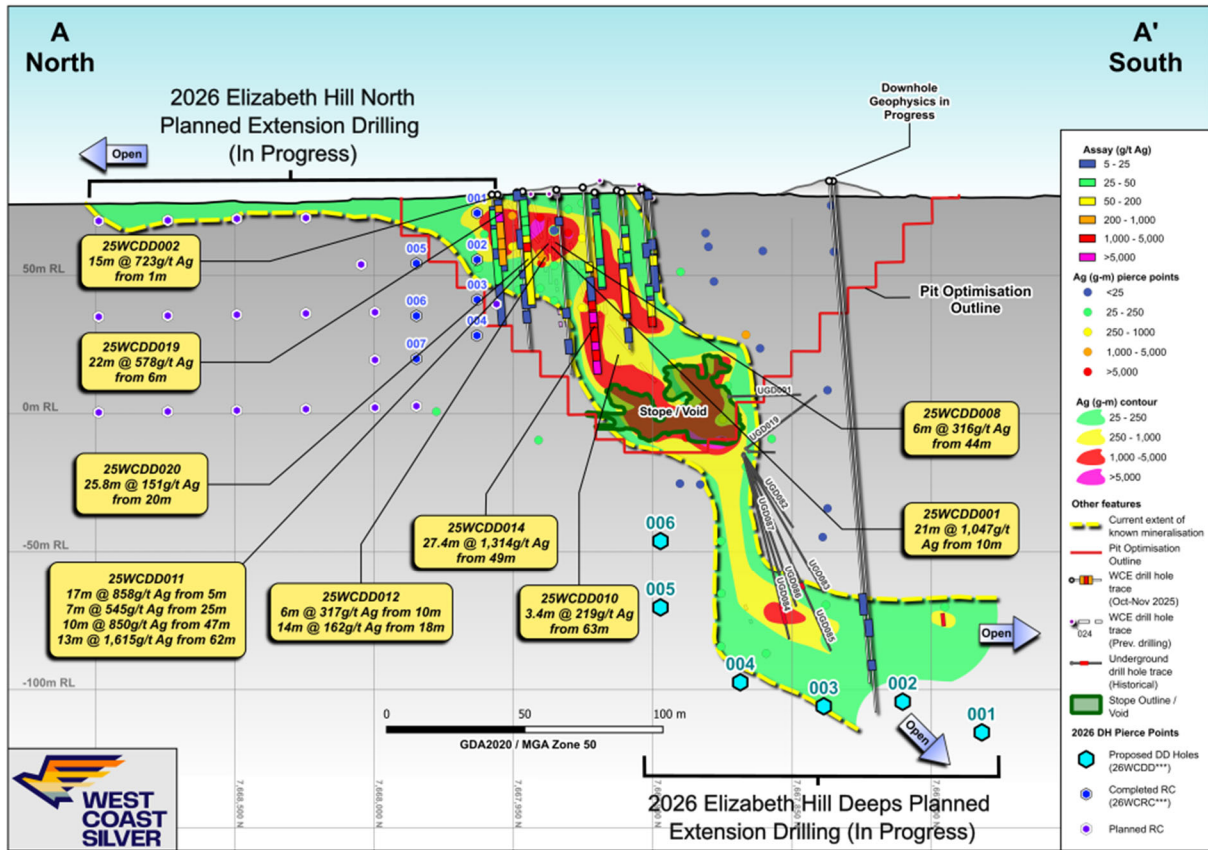 A
North
A'
South
2026 Elizabeth Hill North
Planned Extension Drilling
(In Progress)
Downhole
Geophysics in
Progress
Open
001
002
003
004
005
006
007
50m RL
0m RL
-50m RL
-100m RL
25WCDD002
15m @ 723g/t Ag
from 1m
25WCDD019
22m @ 578g/t Ag
from 6m
25WCDD020
25.8m @ 151g/t Ag
from 20m
25WCDD011
17m @ 858g/t Ag from 5m
7m @ 545g/t Ag from 25m
10m @ 850g/t Ag from 47m
13m @ 1,615g/t Ag from 62m
25WCDD012
6m @ 317g/t Ag from 10m
14m @ 162g/t Ag from 18m
25WCDD014
27.4m @ 1,314g/t Ag
from 49m
25WCDD010
3.4m @ 219g/t Ag
from 63m
25WCDD008
6m @ 316g/t Ag
from 44m
25WCDD001
21m @ 1,047g/t
Ag from 10m
Pit Optimisation
Outline
Stope / Void
UGD001
UGD019
UGD082
UGD087
UGD083
UGD086
UGD084
UGD085
006
005
004
003
002
001
Open
Open
0
50
100 m
GDA2020 / MGA Zone 50
7,668,500 N
7,668,000 N
7,667,950 N
2026 Elizabeth Hill Deeps Planned
Extension Drilling (In Progress)
WEST
COAST
SILVER
Assay (g/t Ag)
5 - 25
25 - 50
50 - 200
200 - 1,000
1,000 - 5,000
>5,000
Ag (g-m) pierce points
<25
25 - 250
250 - 1000
1,000 - 5,000
>5,000
Ag (g-m) contour
25 - 250
250 - 1,000
1,000 -5,000
>5,000
Other features
Current extent of
known mineralisation
Pit Optimisation
Outline
WCE drill hole
trace
(Oct-Nov 2025)
WCE drill hole
trace
(Prev. drilling)
024
Underground
drill hole trace
(Historical)
Stope Outline /
Void
2026 DH Pierce Points
Proposed DD Holes
(26WCDD***)
Completed RC
(26WCRC***)
Planned RC